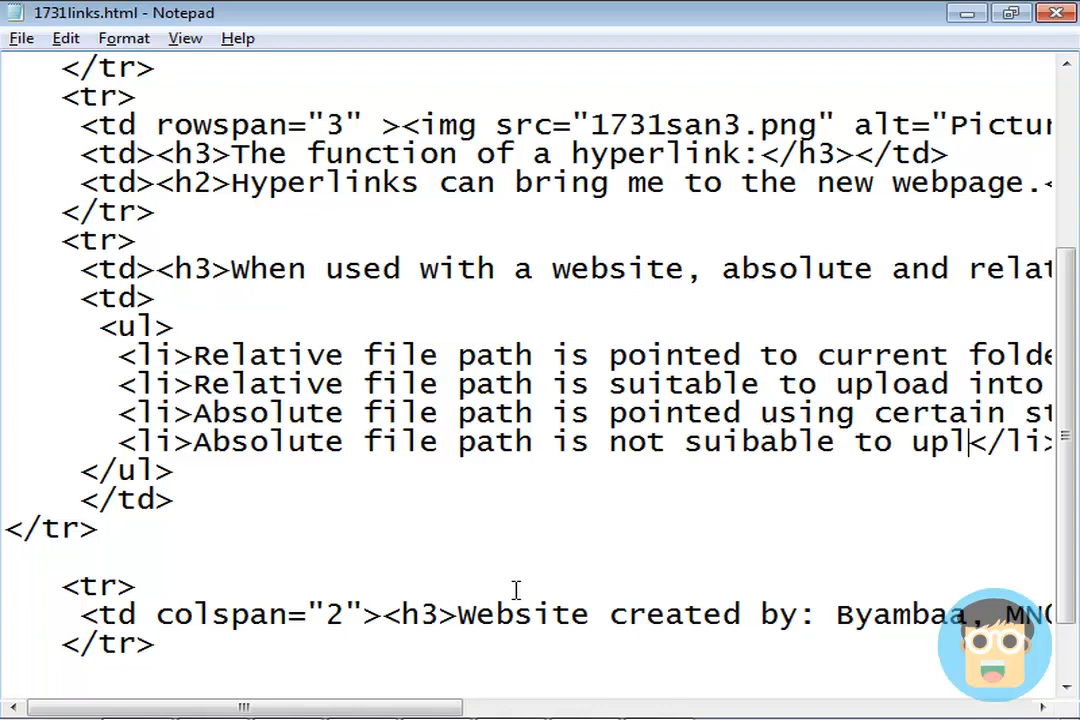 1731links.html - Notepad
File Edit Format View Help
</tr>
<tr>
<td rowspan="3" ><img src="1731san3.png" alt="Pictur
<td><h3>The function of a hyperlink:</h3></td>
<td><h2>Hyperlinks can bring me to the new webpage.<
</tr>
<tr>
<td><h3>When used with a website, absolute and relat
<td>
<ul>
<li>Relative file path is pointed to current folde
<li>Relative file path is suitable to upload into
<li>Absolute file path is pointed using certain st
<li>Absolute file path is not suibable to upl</li>
</ul>
</td>
</tr>
<tr>
<td colspan="2"><h3>Website created by: Byambaa, MNO
</tr>